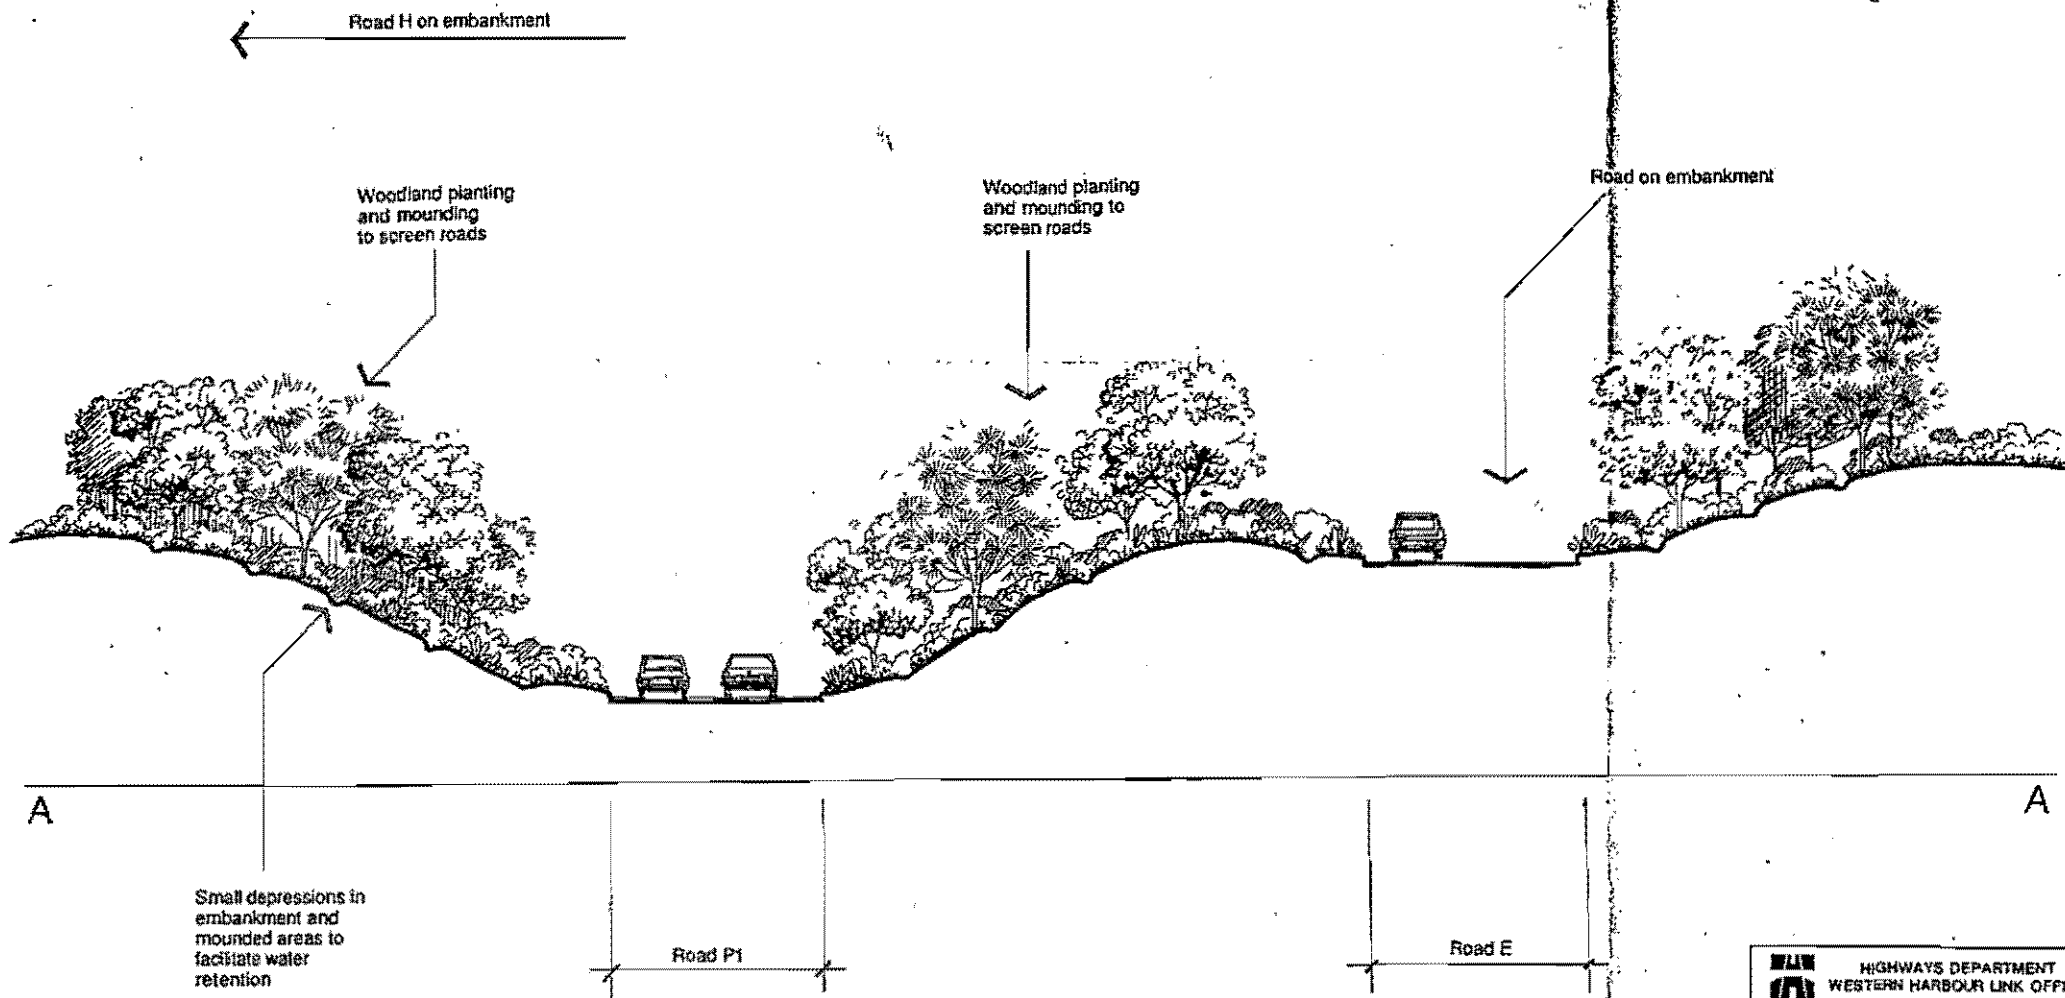 Road H on embankment
Woodland planting
and mounding
to screen roads
Woodland planting
and mounding to
screen roads
Road on embankment
A
A
Small depressions in
embankment and
mounded areas to
facilitate water
retention
Road P1
Road E
HIGHWAYS DEPARTMENT
WESTERN HARBOUR LINK